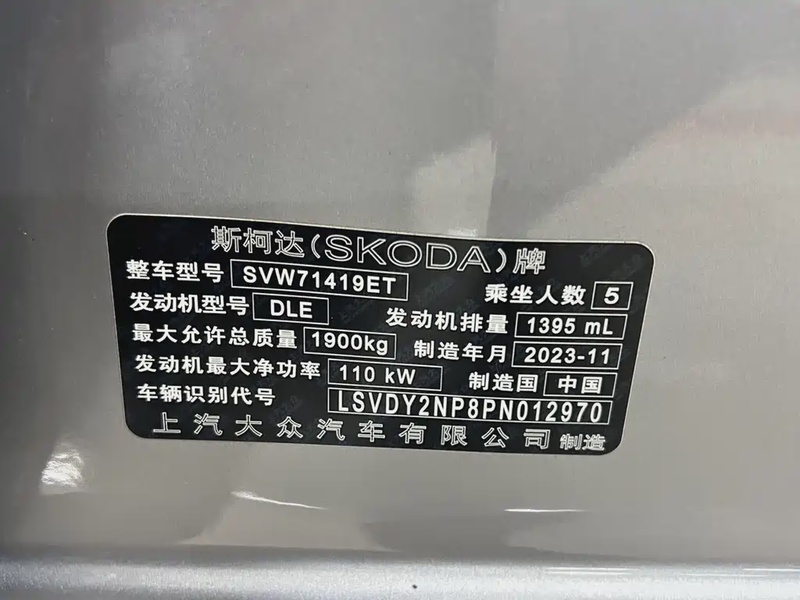 斯柯达(SKODA)牌
整车型号 SVW71419ET 乘坐人数 5
发动机型号 DLE 发动机排量 1395 mL
最大允许总质量 1900kg 制造年月 2023-11
发动机最大净功率 110 kW 制造国 中国
车辆识别代号 LSVDY2NP8PN012970
上汽大众汽车有限公司 制造